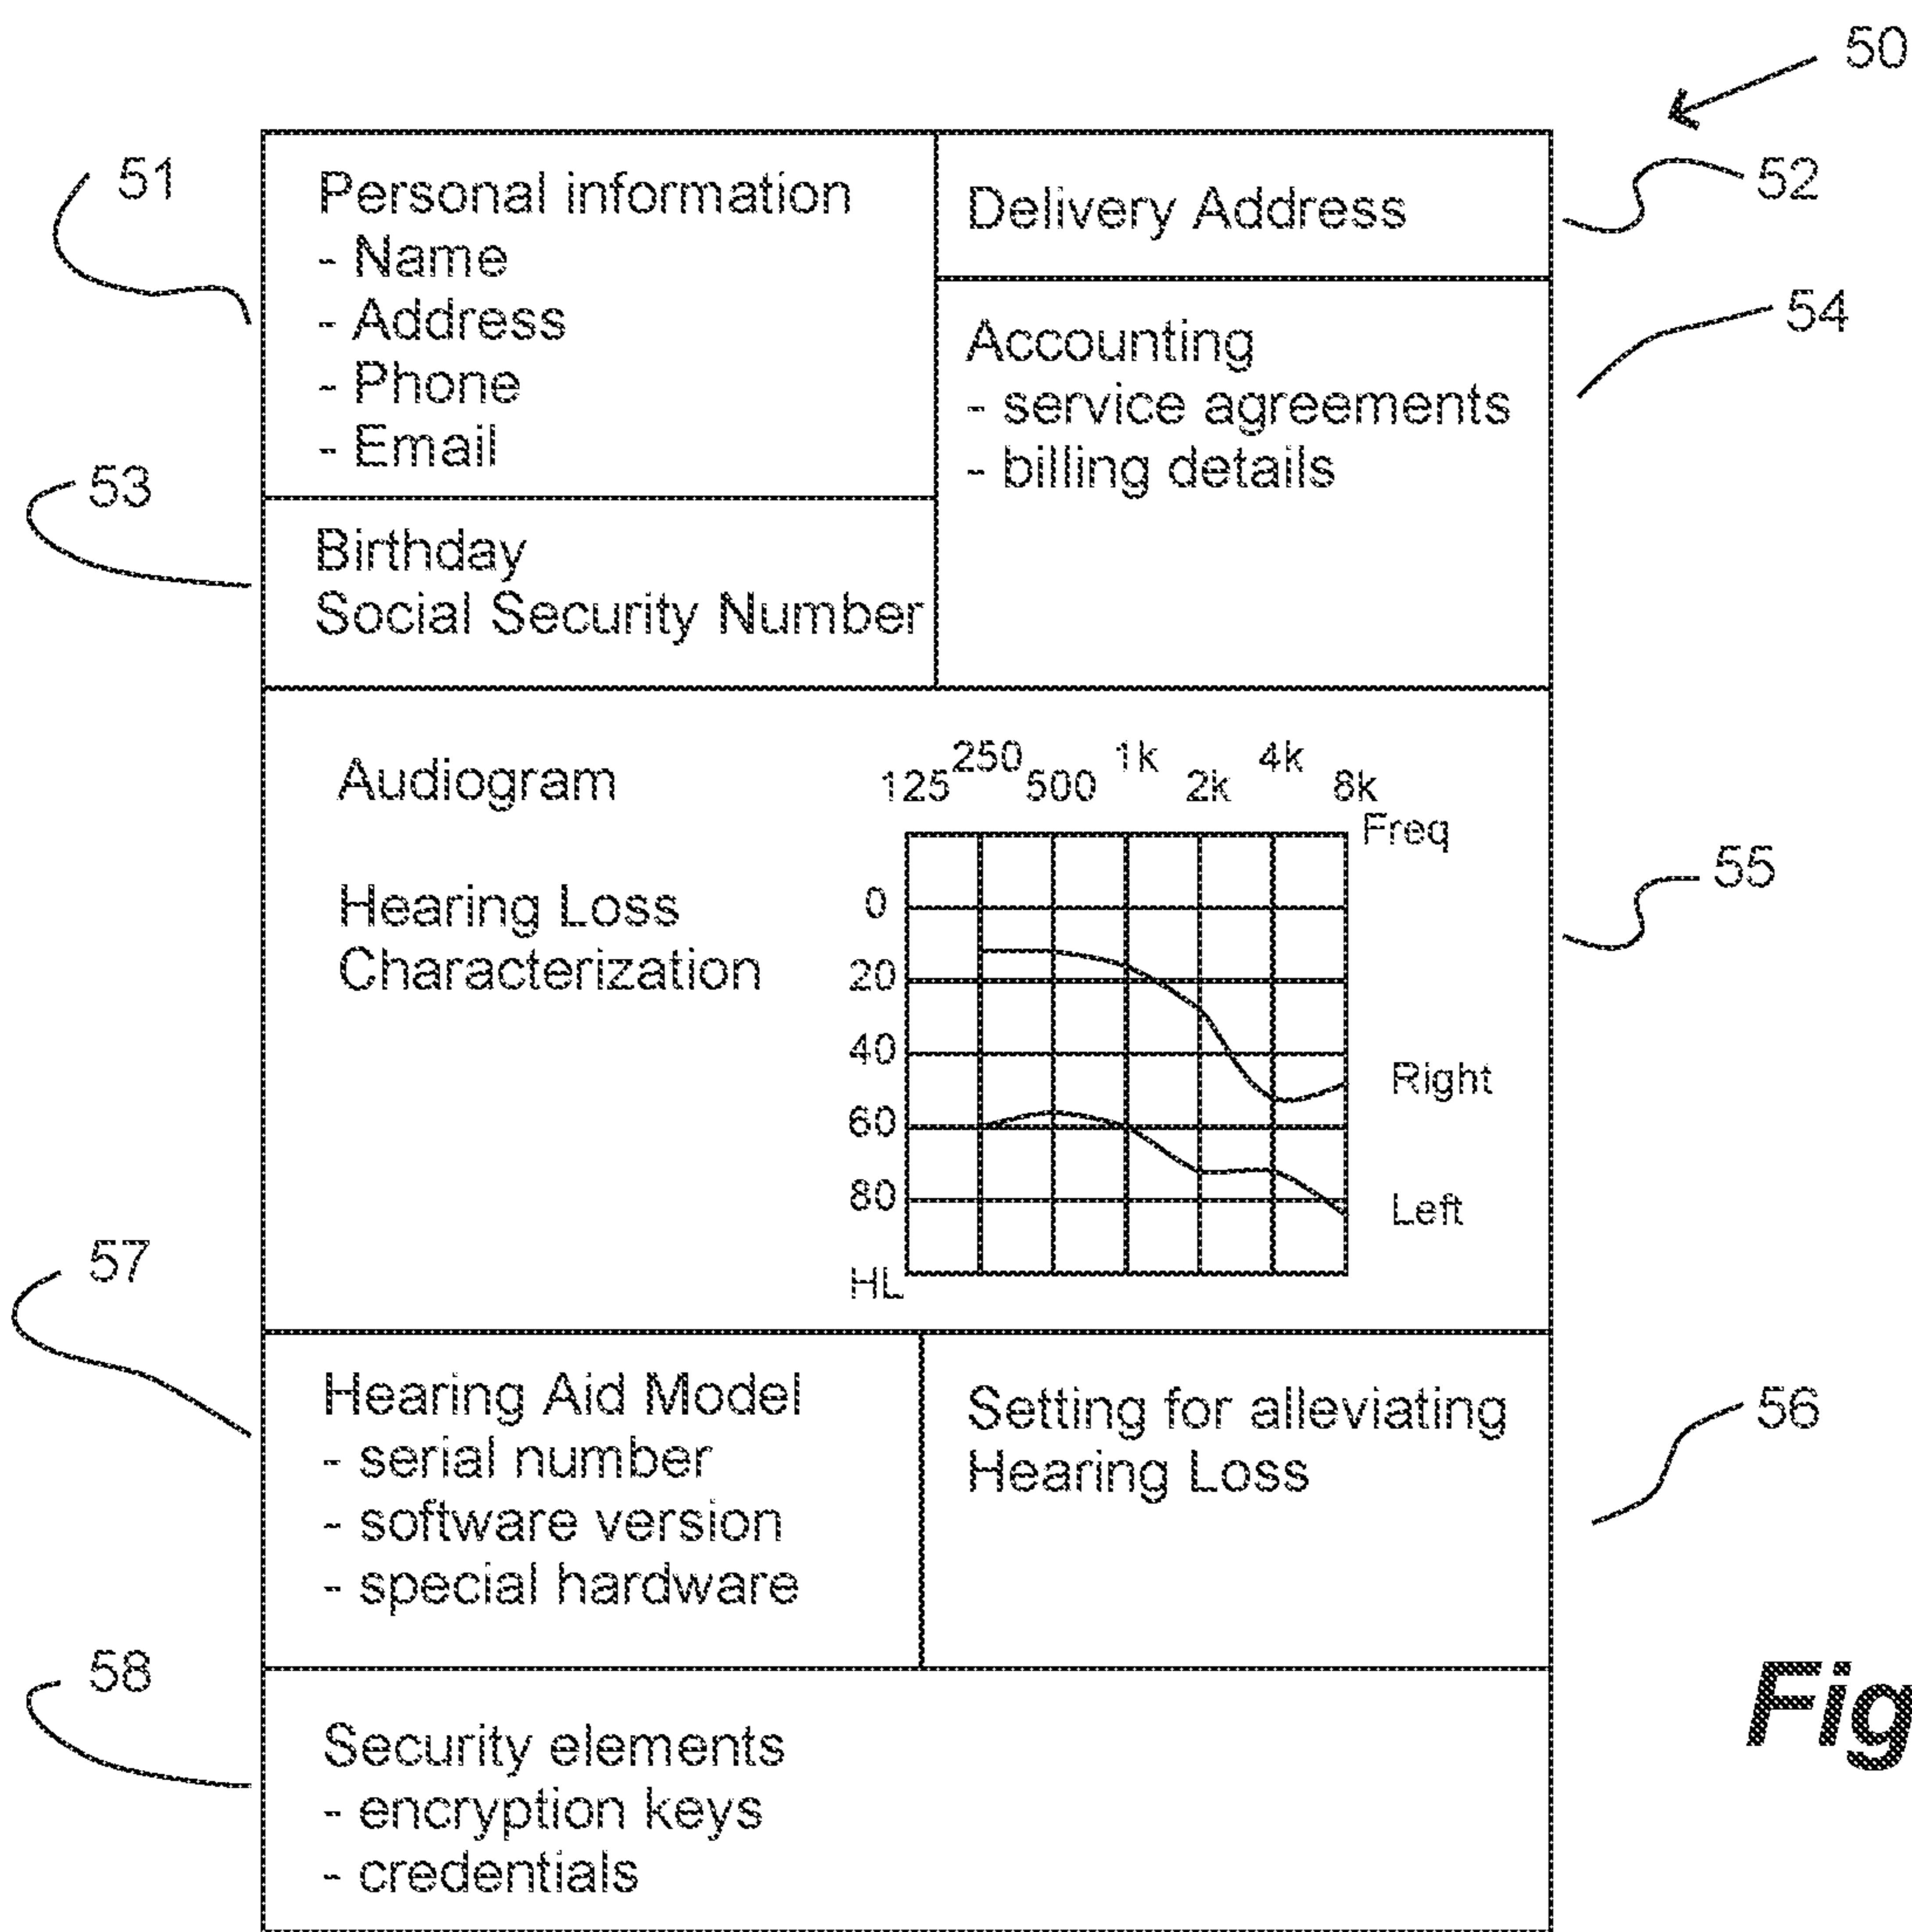 50
51
Personal information
- Name
- Address
- Phone
- Email
52
Delivery Address
54
Accounting
- service agreements
- billing details
53
Birthday
Social Security Number
55
Audiogram
Hearing Loss
Characterization
125 250 500 1k 2k 4k 8k
Freq
0
20
40
60
80
HL
Right
Left
57
Hearing Aid Model
- serial number
- software version
- special hardware
56
Setting for alleviating
Hearing Loss
58
Security elements
- encryption keys
- credentials
Fig